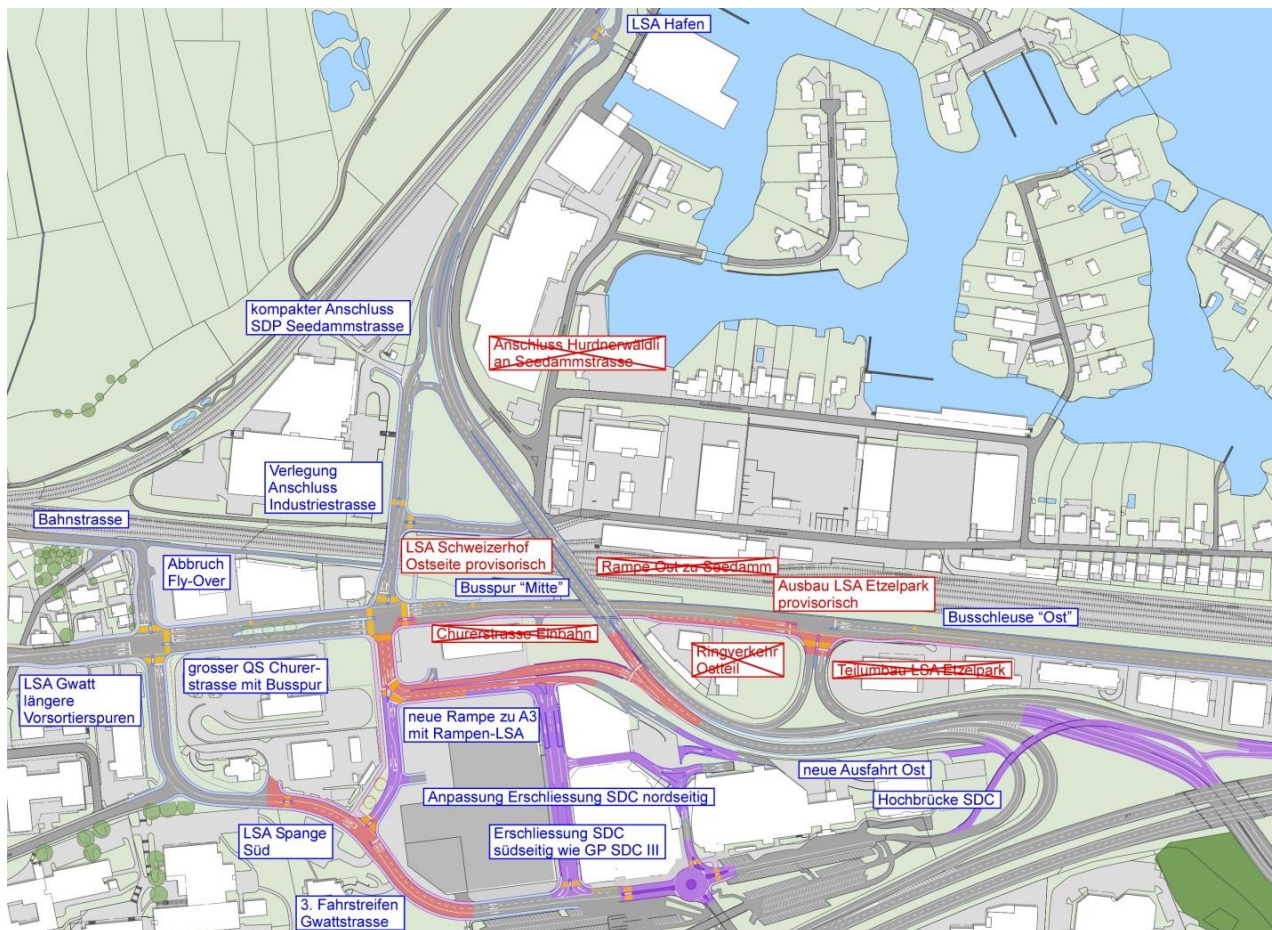 LSA Hafen
kompakter Anschluss
SDP Seedammstrasse
Anschluss Hurdnerwäldli
an Seedammstrasse
Verlegung
Anschluss
Industriestrasse
Bahnstrasse
Abbruch
Fly-Over
LSA Schweizerhof
Ostseite provisorisch
Rampe Ost zu Seedamm
Busspur "Mitte"
Ausbau LSA Etzelpark
provisorisch
Busschleuse "Ost"
Churerstrasse Einbahn
Ringverkehr
Ostteil
Teilumbau LSA Etzelpark
grosser QS Churer-
strasse mit Busspur
LSA Gwatt
längere
Vorsortierspuren
neue Rampe zu A3
mit Rampen-LSA
neue Ausfahrt Ost
Anpassung Erschliessung SDC nordseitig
Hochbrücke SDC
LSA Spange
Süd
Erschliessung SDC
südseitig wie GP SDC III
3. Fahrstreifen
Gwattstrasse